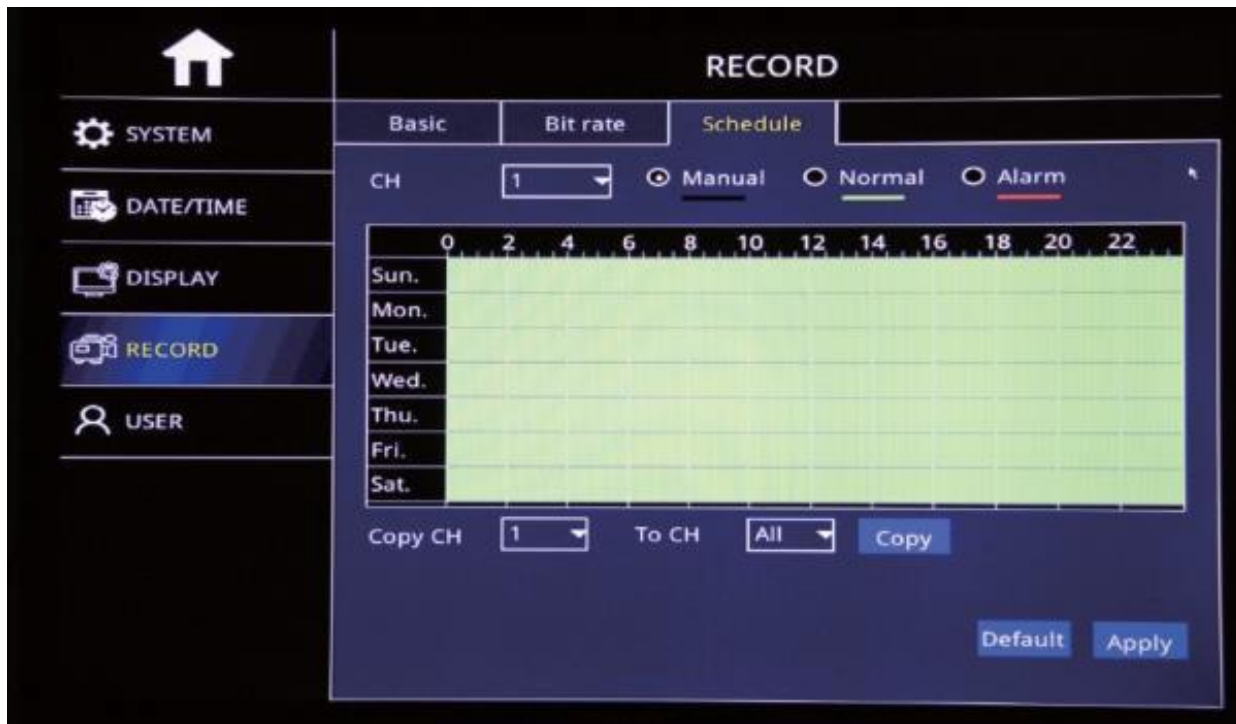 RECORD
SYSTEM
DATE/TIME
DISPLAY
RECORD
USER
Basic Bit rate Schedule
CH 1 Manual Normal Alarm
0 2 4 6 8 10 12 14 16 18 20 22
Sun.
Mon.
Tue.
Wed.
Thu.
Fri.
Sat.
Copy CH 1 To CH All Copy
Default Apply